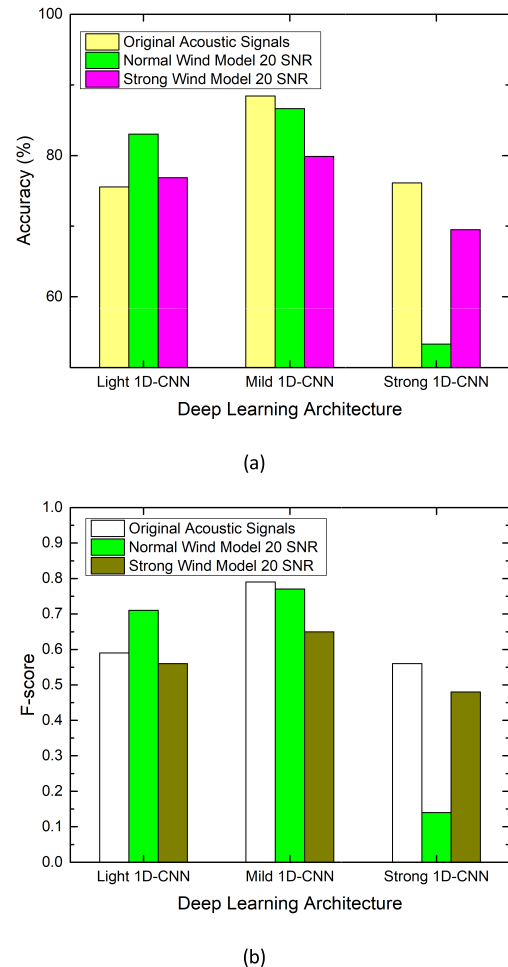 100
80
60
Accuracy (%)
Original Acoustic Signals
Normal Wind Model 20 SNR
Strong Wind Model 20 SNR
Light 1D-CNN Mild 1D-CNN Strong 1D-CNN
Deep Learning Architecture
(a)
1.0
0.9
0.8
0.7
0.6
0.5
0.4
0.3
0.2
0.1
0.0
F-score
Original Acoustic Signals
Normal Wind Model 20 SNR
Strong Wind Model 20 SNR
Light 1D-CNN Mild 1D-CNN Strong 1D-CNN
Deep Learning Architecture
(b)